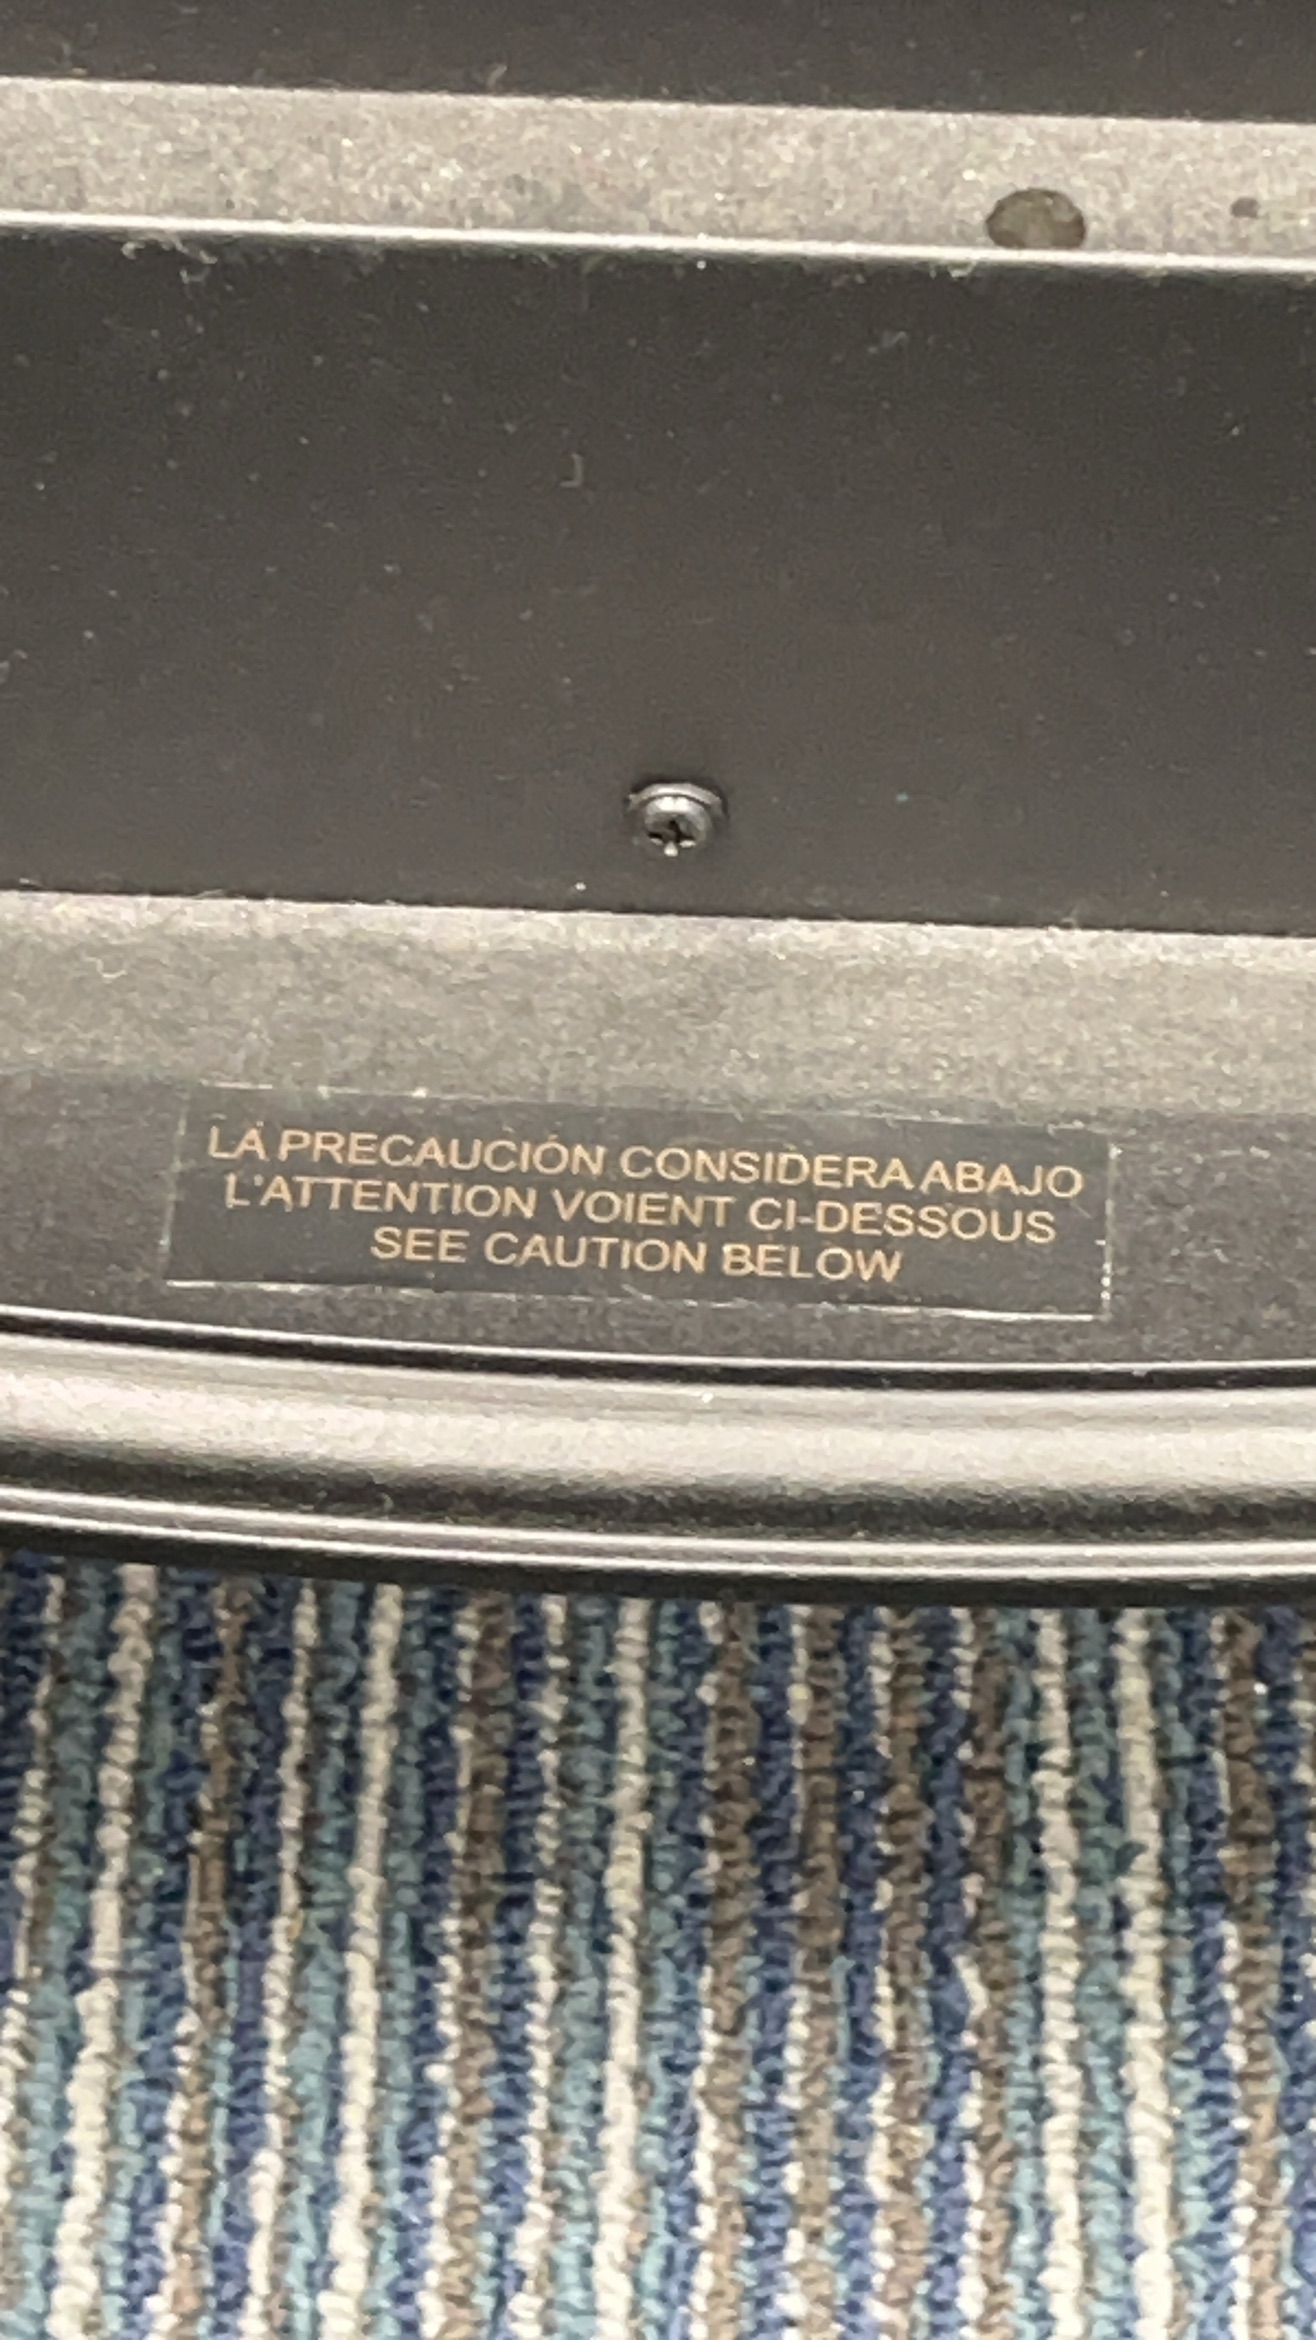 LA PRECAUCIÓN CONSIDERA ABAJO
L'ATTENTION VOIENT CI-DESSOUS
SEE CAUTION BELOW